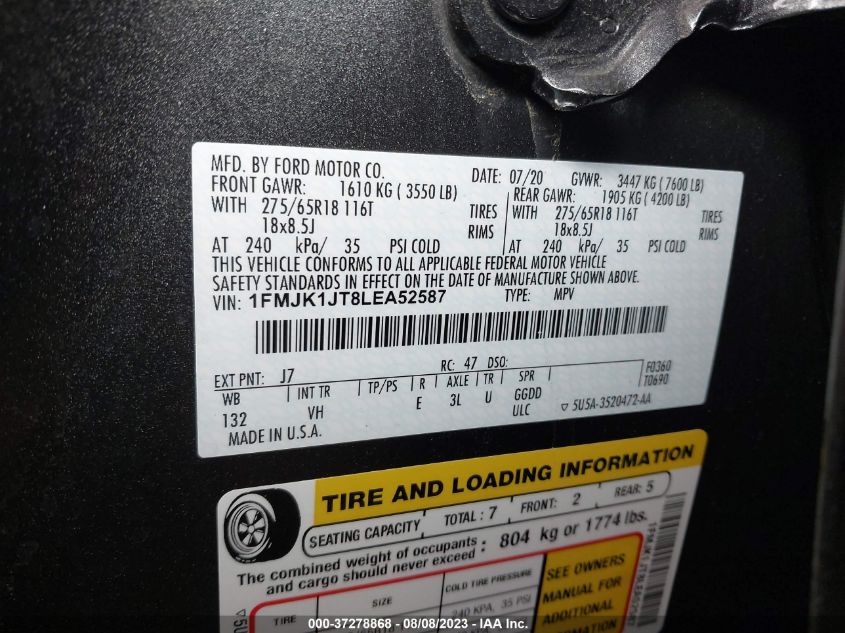 MFD. BY FORD MOTOR CO. DATE: 07/20 GVWR: 3447 KG ( 7600 LB)
FRONT GAWR: 1610 KG ( 3550 LB) REAR GAWR: 1905 KG ( 4200 LB)
WITH 275/65R18 116T TIRES WITH 275/65R18 116T TIRES
18x8.5J RIMS 18x8.5J RIMS
AT 240 kPa/ 35 PSI COLD AT 240 kPa/ 35 PSI COLD
THIS VEHICLE CONFORMS TO ALL APPLICABLE FEDERAL MOTOR VEHICLE
SAFETY STANDARDS IN EFFECT ON THE DATE OF MANUFACTURE SHOWN ABOVE.
VIN: 1FMJK1JT8LEA52587 TYPE: MPV
EXT PNT: J7 RC: 47 DSO: F0360
T0690
WB INT TR TP/PS R AXLE TR SPR
132 VH E 3L U GGDD
ULC ▽ 5U5A-3520472-AA
MADE IN U.S.A.
TIRE AND LOADING INFORMATION
SEATING CAPACITY TOTAL : 7 FRONT: 2 REAR: 5
The combined weight of occupants
and cargo should never exceed : 804 kg or 1774 lbs.
TIRE SIZE COLD TIRE PRESSURE
240 KPA, 35 PSI
SEE OWNERS
MANUAL FOR
ADDITIONAL
INFORMATION
000-37278868 - 08/08/2023 - IAA Inc.